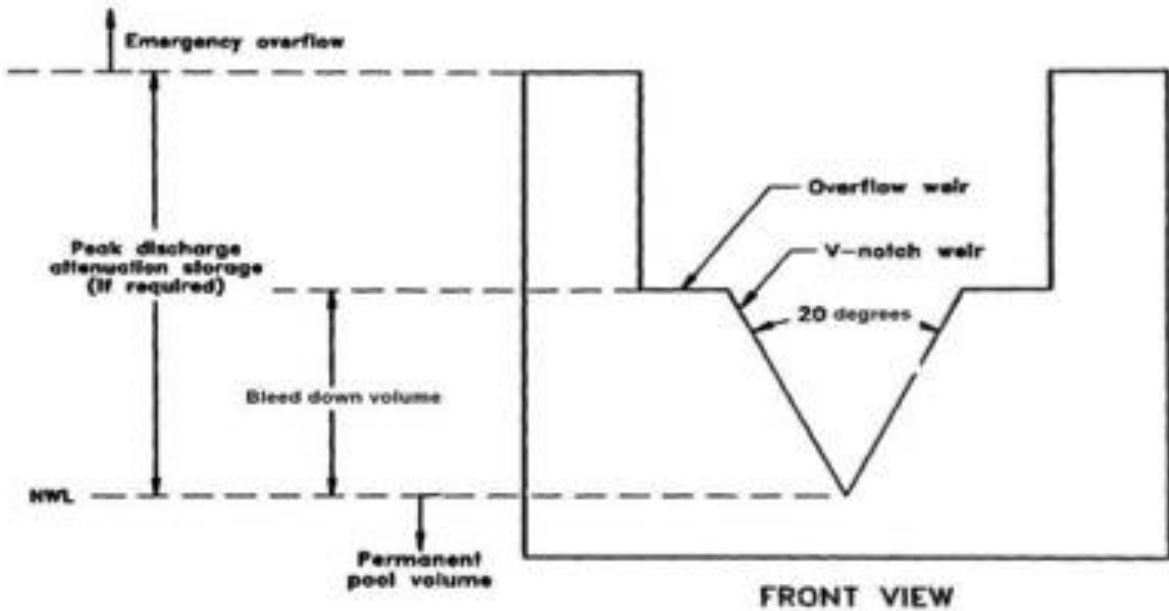 Emergency overflow
Overflow weir
Peak discharge
attenuation storage
(if required)
V-notch weir
20 degrees
Bleed down volume
NWL
Permanent
pool volume
FRONT VIEW